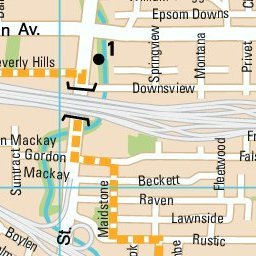 Epsom Downs
Av.
Beverly Hills
1
Springview
Montana
Privet
Downsview
Mackay
Gordon
Mackay
Suntract
Maidstone
Beckett
Raven
Lawnside
Rustic
Fleetwood
St.
Boylen